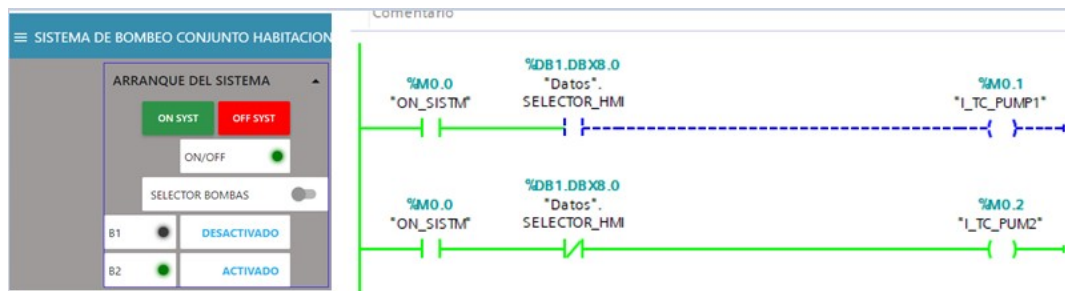 Comentario
≡ SISTEMA DE BOMBEO CONJUNTO HABITACION
ARRANQUE DEL SISTEMA
ON SYST OFF SYST
ON/OFF
SELECTOR BOMBAS
B1 DESACTIVADO
B2 ACTIVADO
%M0.0
"ON_SISTM"
%DB1.DBX8.0
"Datos".
SELECTOR_HMI
%M0.1
"I_TC_PUMP1"
%M0.0
"ON_SISTM"
%DB1.DBX8.0
"Datos".
SELECTOR_HMI
%M0.2
"I_TC_PUM2"